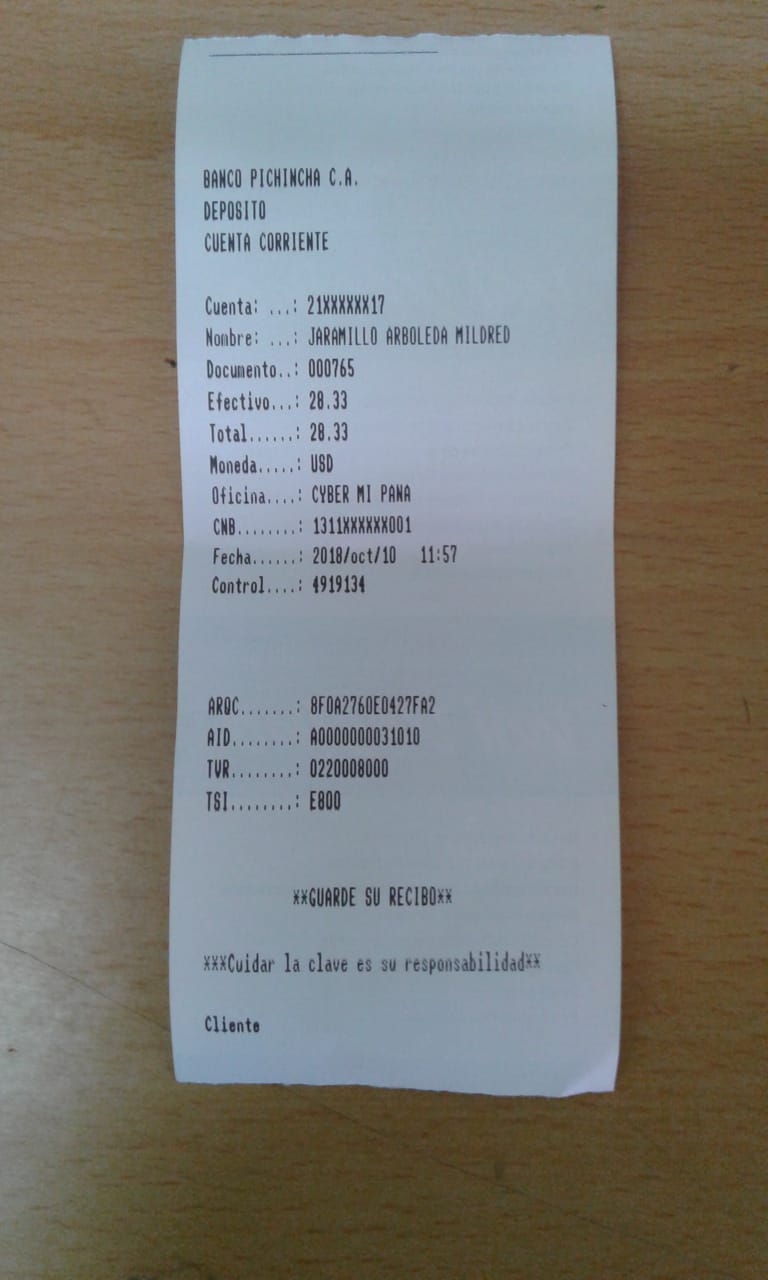 BANCO PICHINCHA C.A.
DEPOSITO
CUENTA CORRIENTE
Cuenta: ...: 21XXXXXX17
Nombre: ...: JARAMILLO ARBOLEDA MILDRED
Documento..: 000765
Efectivo...: 28.33
Total......: 28.33
Moneda.....: USD
Oficina....: CYBER MI PANA
CNB........: 1311XXXXXX001
Fecha......: 2018/oct/10 11:57
Control....: 4919134
ARQC.......: 8F0A2760E0427FA2
AID........: A0000000031010
TVR........: 0220008000
TSI........: E800
**GUARDE SU RECIBO**
***Cuidar la clave es su responsabilidad**
Cliente